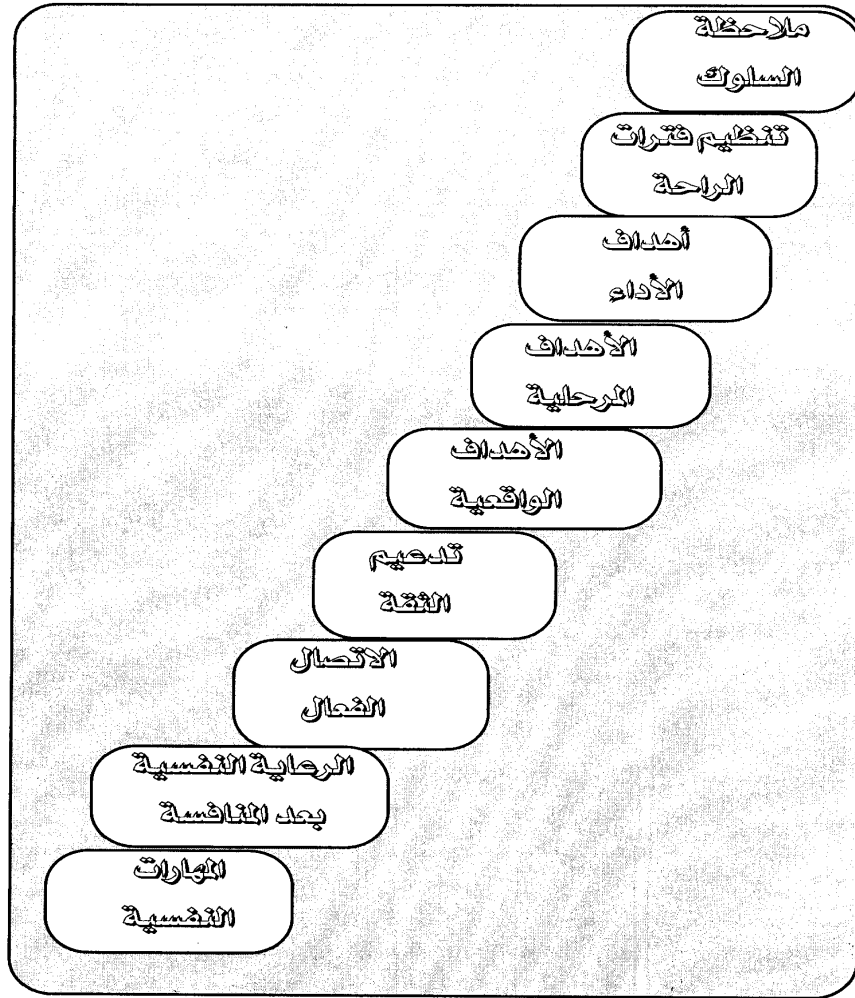 ملاحظة
السلوك
تنظيم فترات
الراحة
أهداف
الأداء
الأهداف
المرحلية
الأهداف
الواقعية
تدعيم
الثقة
الاتصال
الفعال
الرعاية النفسية
بعد المنافسة
المهارات
النفسية